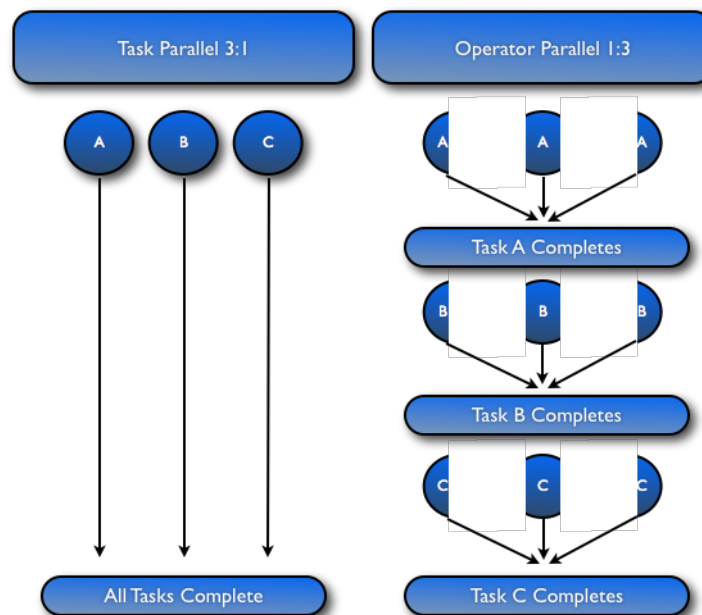 Task Parallel 3:1
A B C
All Tasks Complete
Operator Parallel 1:3
A A A
Task A Completes
B B B
Task B Completes
C C C
Task C Completes